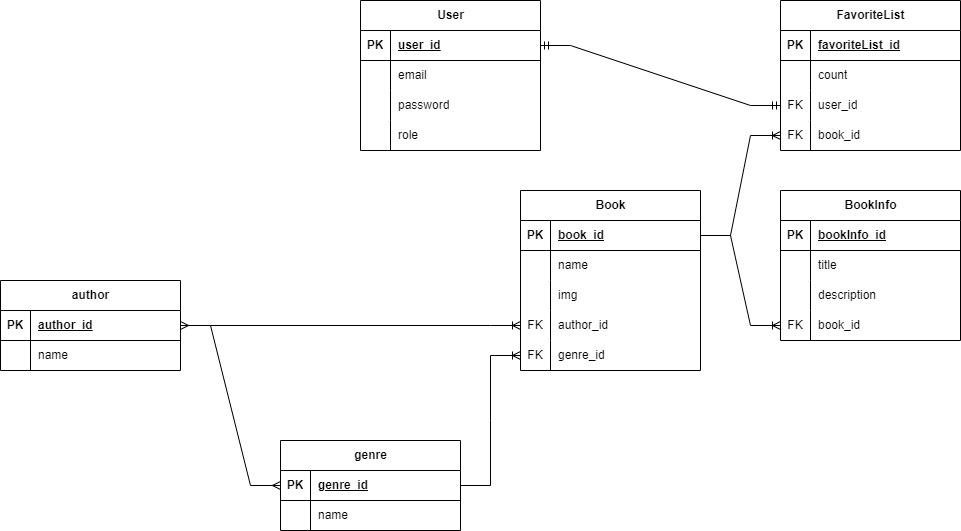 User
PK user_id
email
password
role
FavoriteList
PK favoriteList_id
count
FK user_id
FK book_id
Book
PK book_id
name
img
FK author_id
FK genre_id
BookInfo
PK bookInfo_id
title
description
FK book_id
author
PK author_id
name
genre
PK genre_id
name